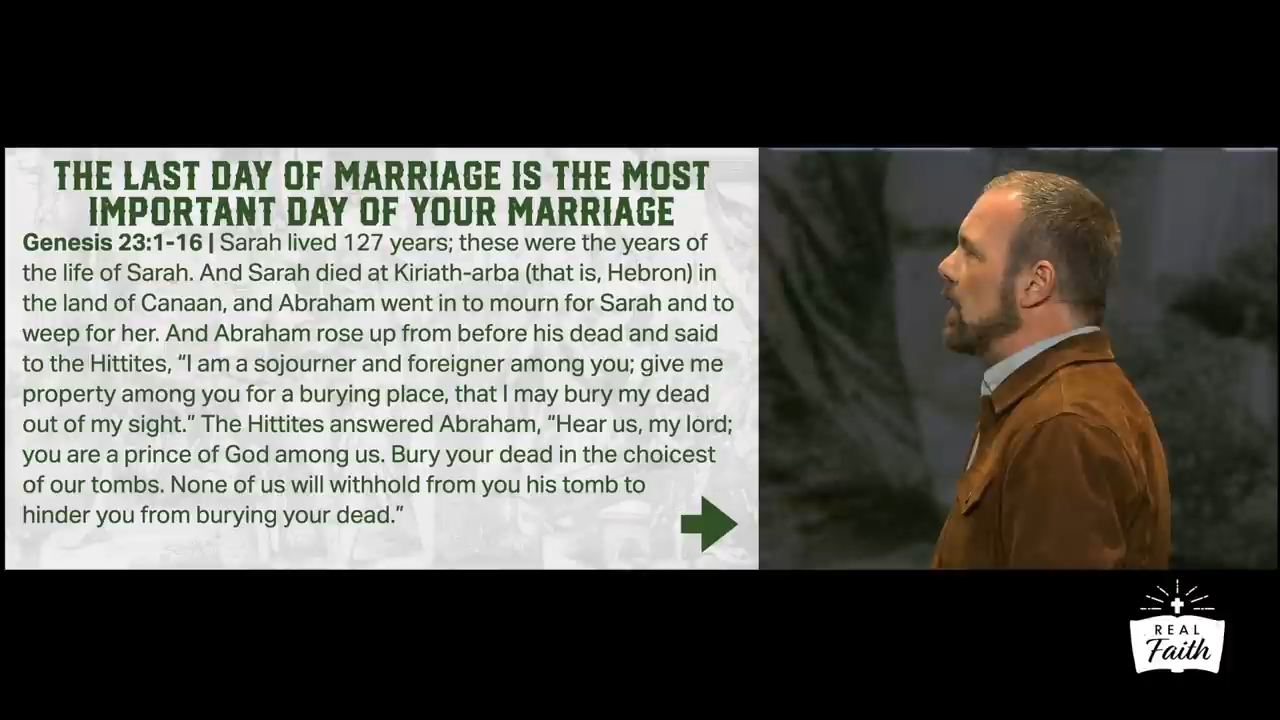 THE LAST DAY OF MARRIAGE IS THE MOST
IMPORTANT DAY OF YOUR MARRIAGE
Genesis 23:1-16 | Sarah lived 127 years; these were the years of
the life of Sarah. And Sarah died at Kiriath-arba (that is, Hebron) in
the land of Canaan, and Abraham went in to mourn for Sarah and to
weep for her. And Abraham rose up from before his dead and said
to the Hittites, “I am a sojourner and foreigner among you; give me
property among you for a burying place, that I may bury my dead
out of my sight.” The Hittites answered Abraham, “Hear us, my lord;
you are a prince of God among us. Bury your dead in the choicest
of our tombs. None of us will withhold from you his tomb to
hinder you from burying your dead.”
REAL
Faith